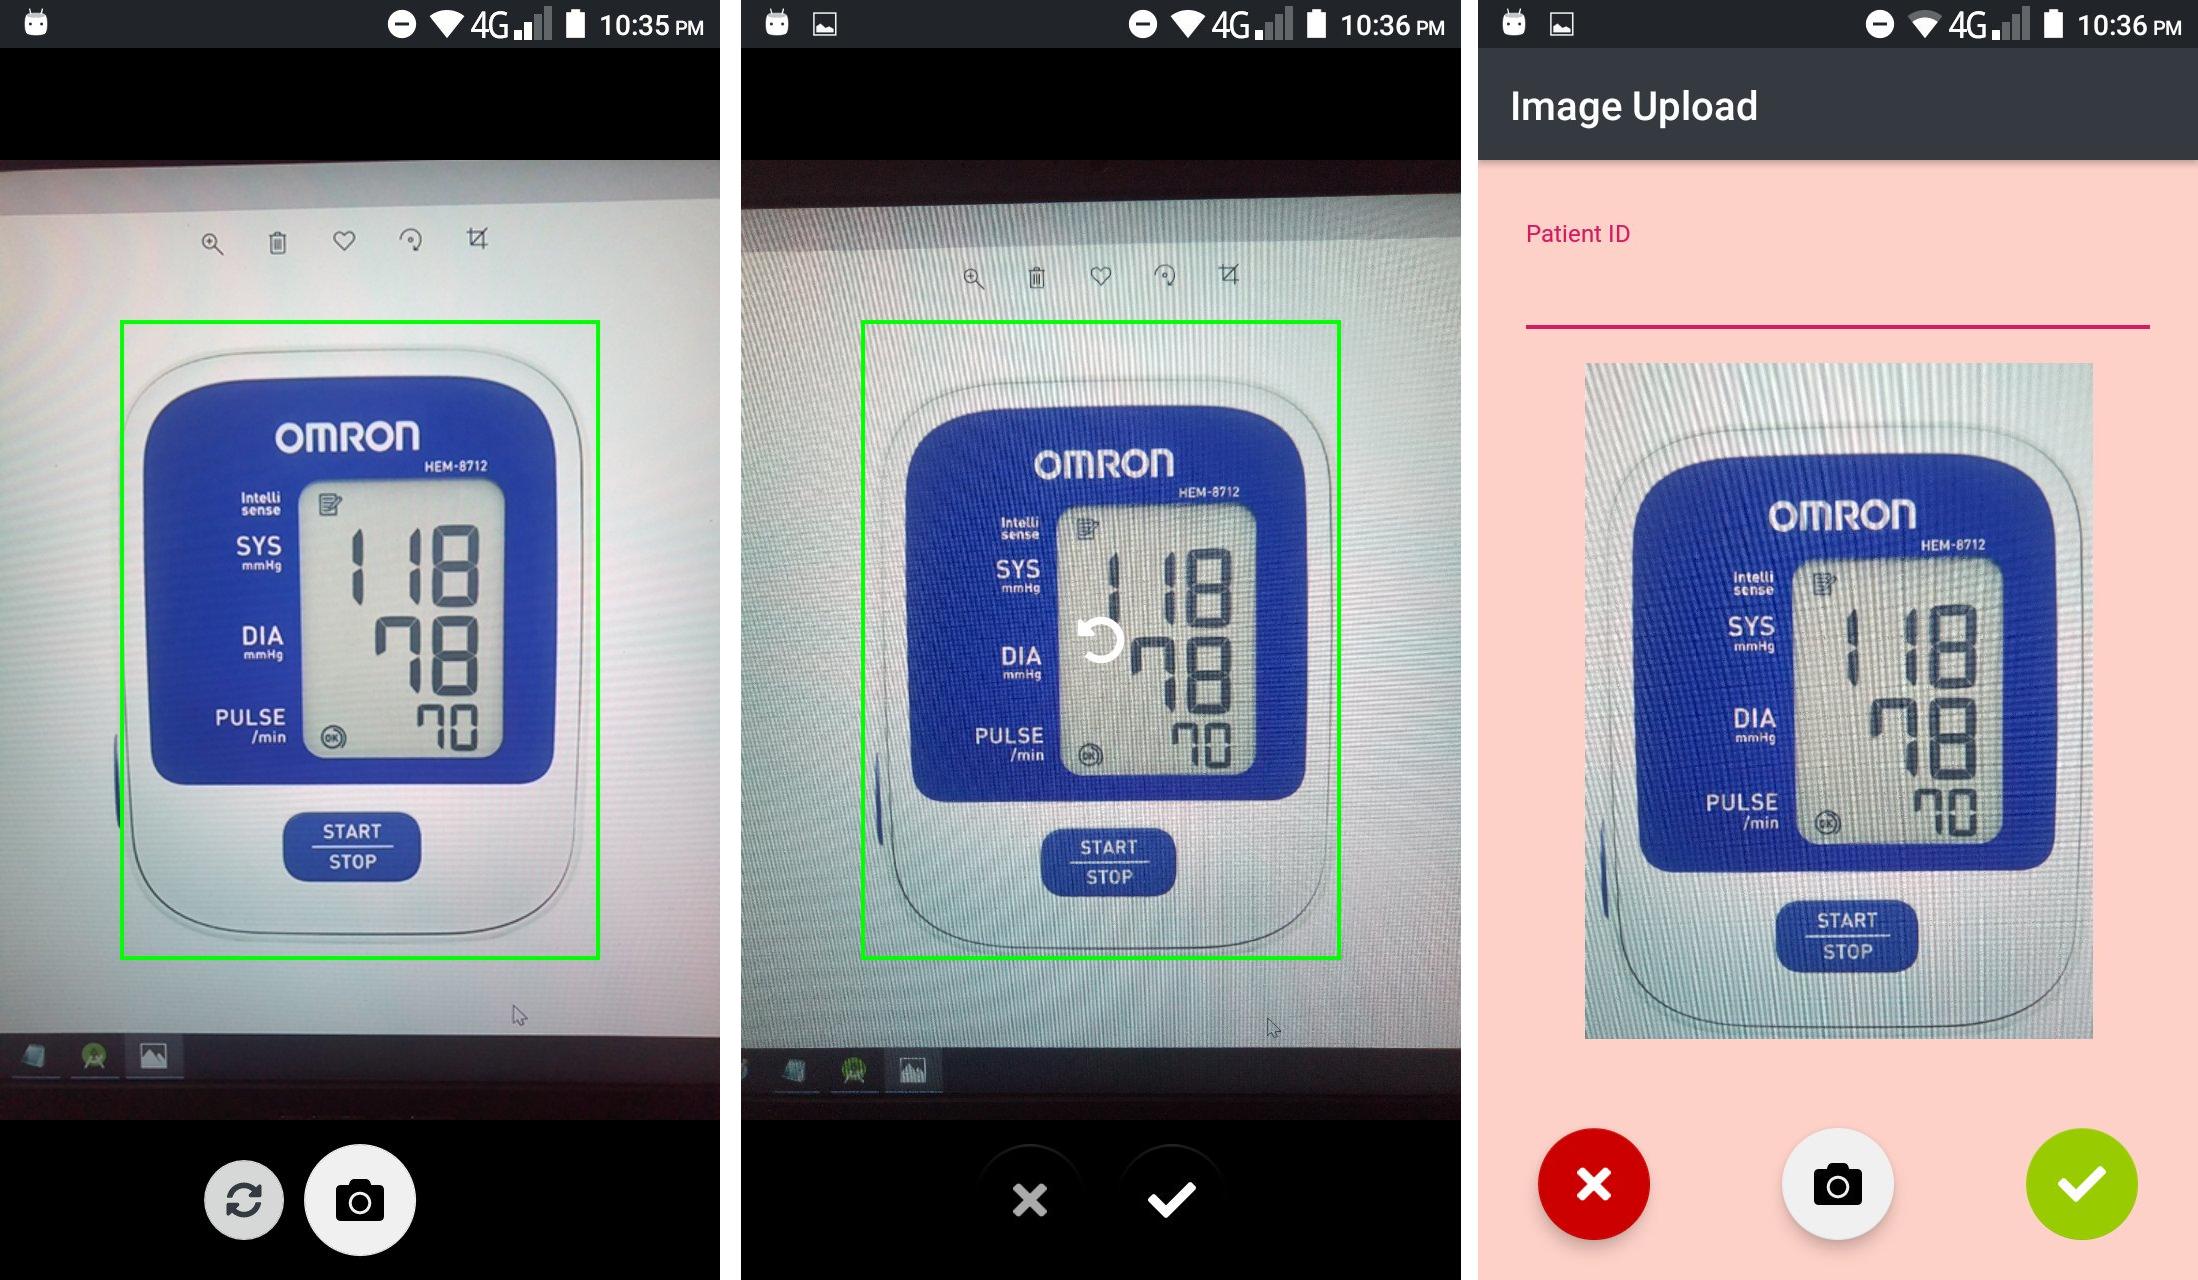 4G 10:35 PM
OMRON
HEM-8712
Intelli
sense
SYS
mmHg
118
DIA
mmHg
78
PULSE
/min
OK
70
START
STOP
4G 10:36 PM
OMRON
HEM-8712
Intelli
sense
SYS
mmHg
118
DIA
mmHg
78
PULSE
/min
OK
70
START
STOP
4G 10:36 PM
Image Upload
Patient ID
OMRON
HEM-8712
Intelli
sense
SYS
mmHg
118
DIA
mmHg
78
PULSE
/min
OK
70
START
STOP